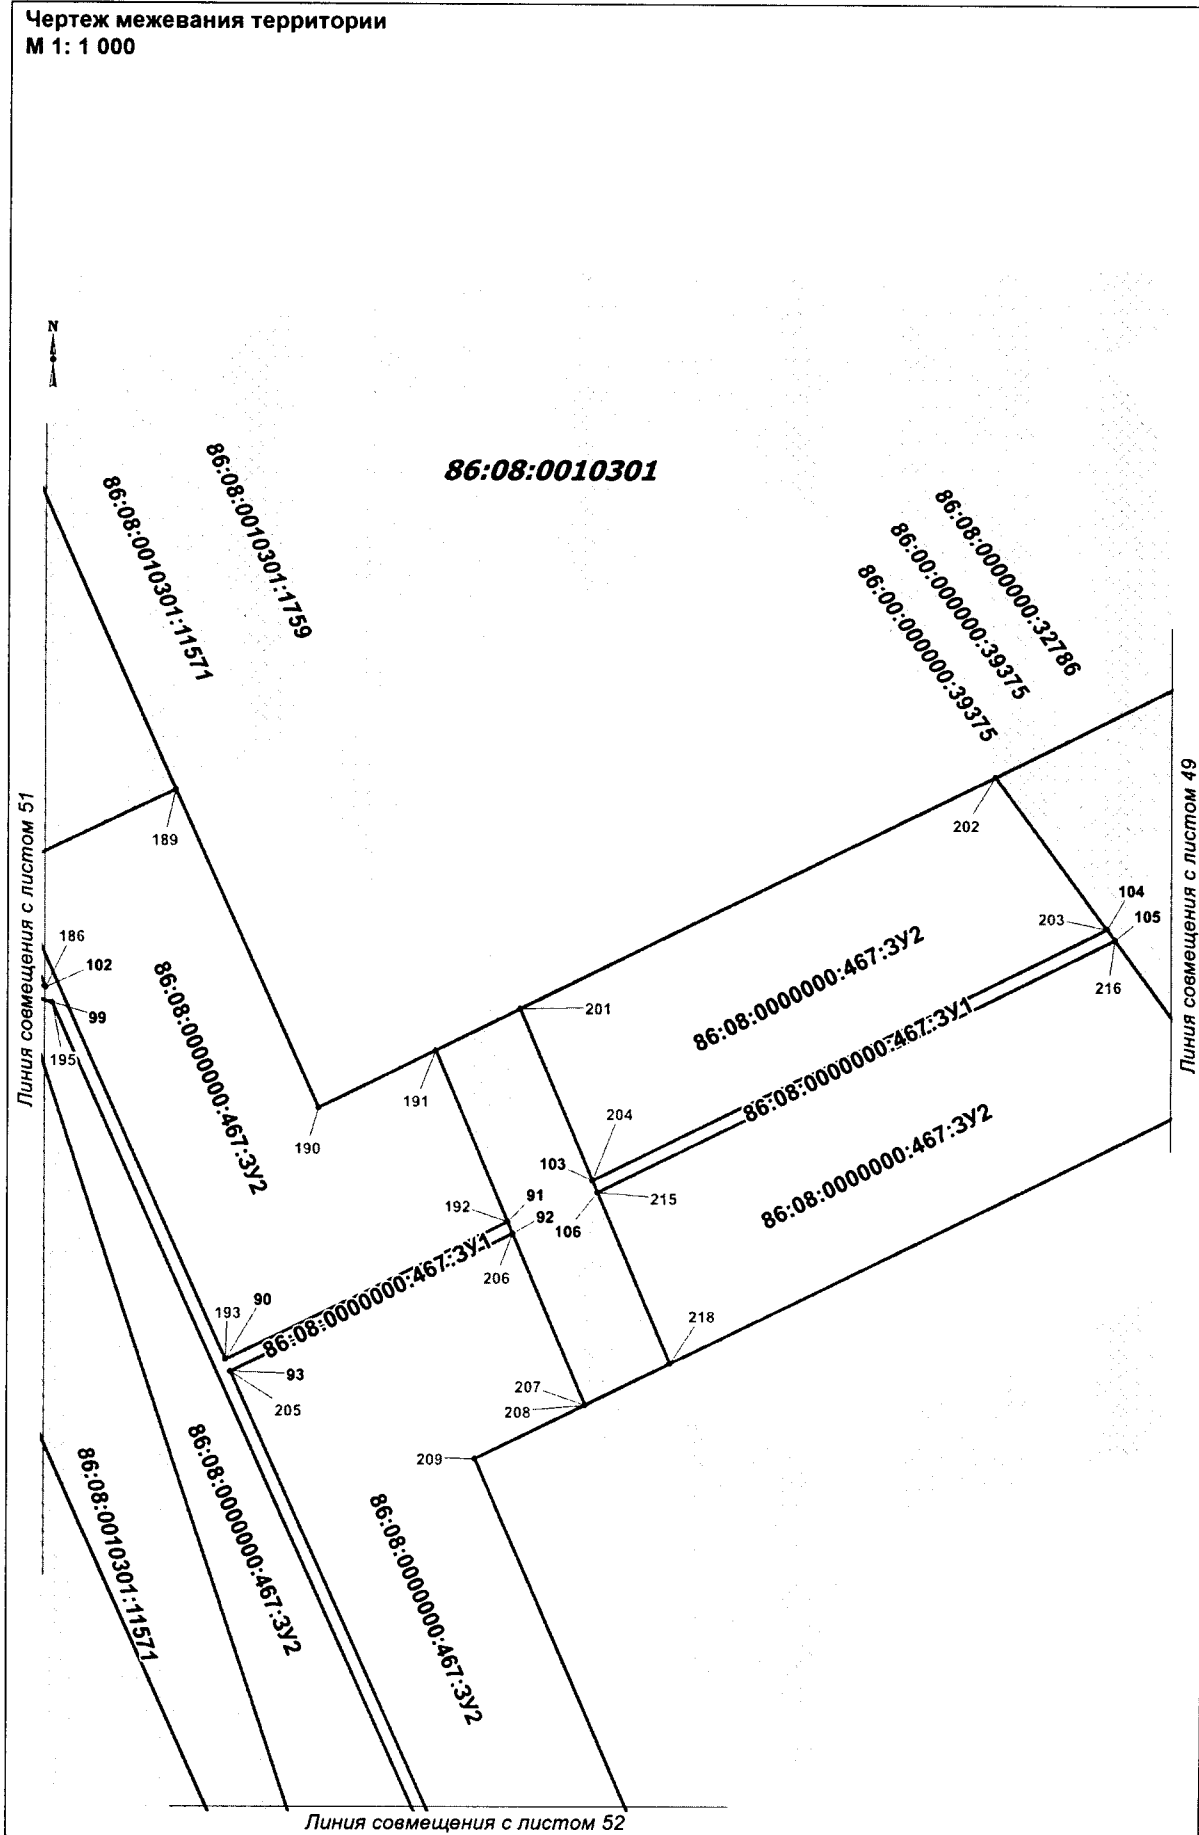 Чертеж межевания территории
М 1: 1 000
N
86:08:0010301
86:08:0010301:1759
86:08:0010301:11571
86:08:0000000:32786
86:00:000000:39375
86:00:000000:39375
Линия совмещения с листом 51
Линия совмещения с листом 49
189
202
104
203
105
186
102
216
99
86:08:0000000:467:ЗУ2
86:08:0000000:467:ЗУ2
201
195
86:08:0000000:467:ЗУ1
191
190
204
86:08:0000000:467:ЗУ2
103
215
192
91
92
106
206
86:08:0000000:467:ЗУ1
90
193
218
93
205
207
208
209
86:08:0010301:11571
86:08:0000000:467:ЗУ2
86:08:0000000:467:ЗУ2
Линия совмещения с листом 52